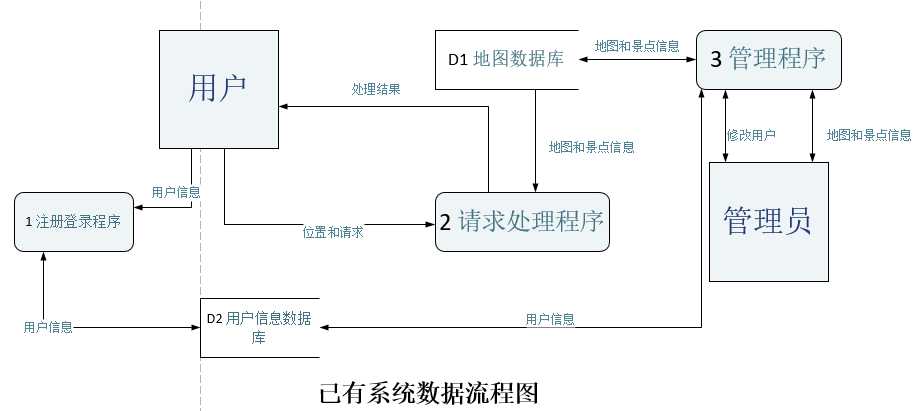 用户
D1 地图数据库
地图和景点信息
3 管理程序
处理结果
地图和景点信息
修改用户
地图和景点信息
用户信息
1 注册登录程序
位置和请求
2 请求处理程序
管理员
用户信息
D2 用户信息数据
库
用户信息
已有系统数据流程图